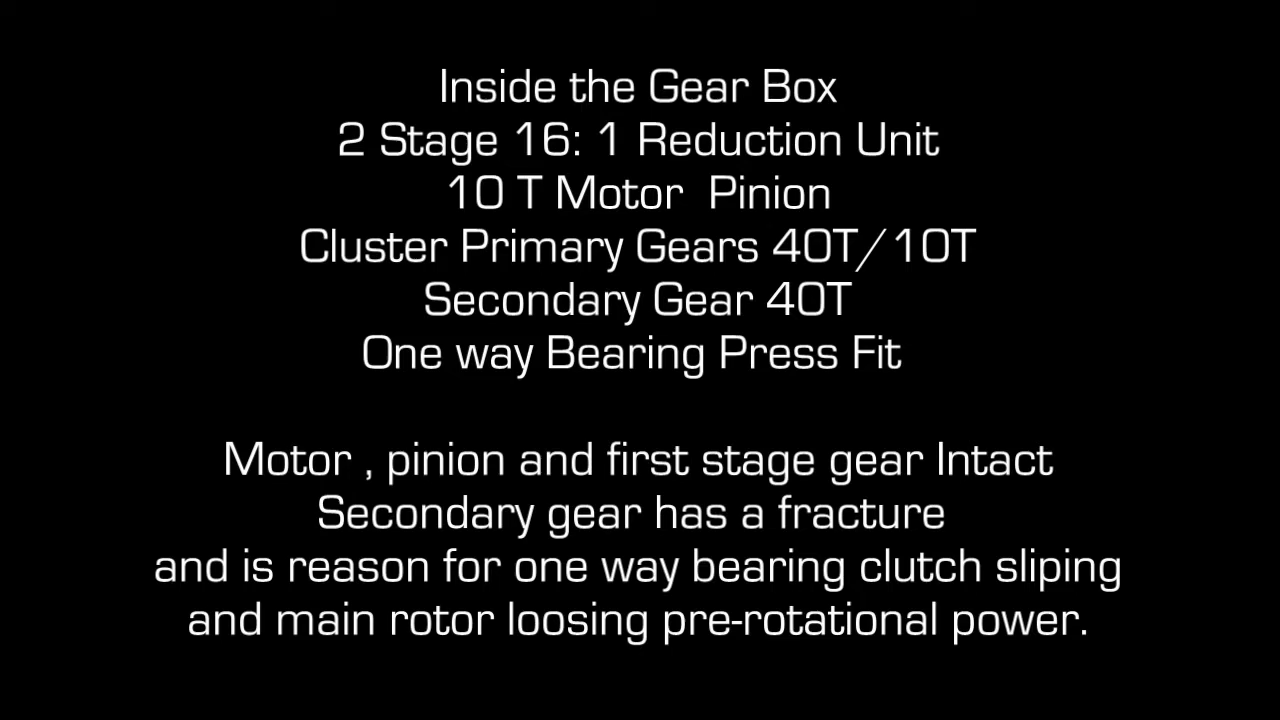 Inside the Gear Box
2 Stage 16: 1 Reduction Unit
10 T Motor  Pinion
Cluster Primary Gears 40T/10T
Secondary Gear 40T
One way Bearing Press Fit
Motor , pinion and first stage gear Intact
Secondary gear has a fracture
and is reason for one way bearing clutch sliping
and main rotor loosing pre-rotational power.